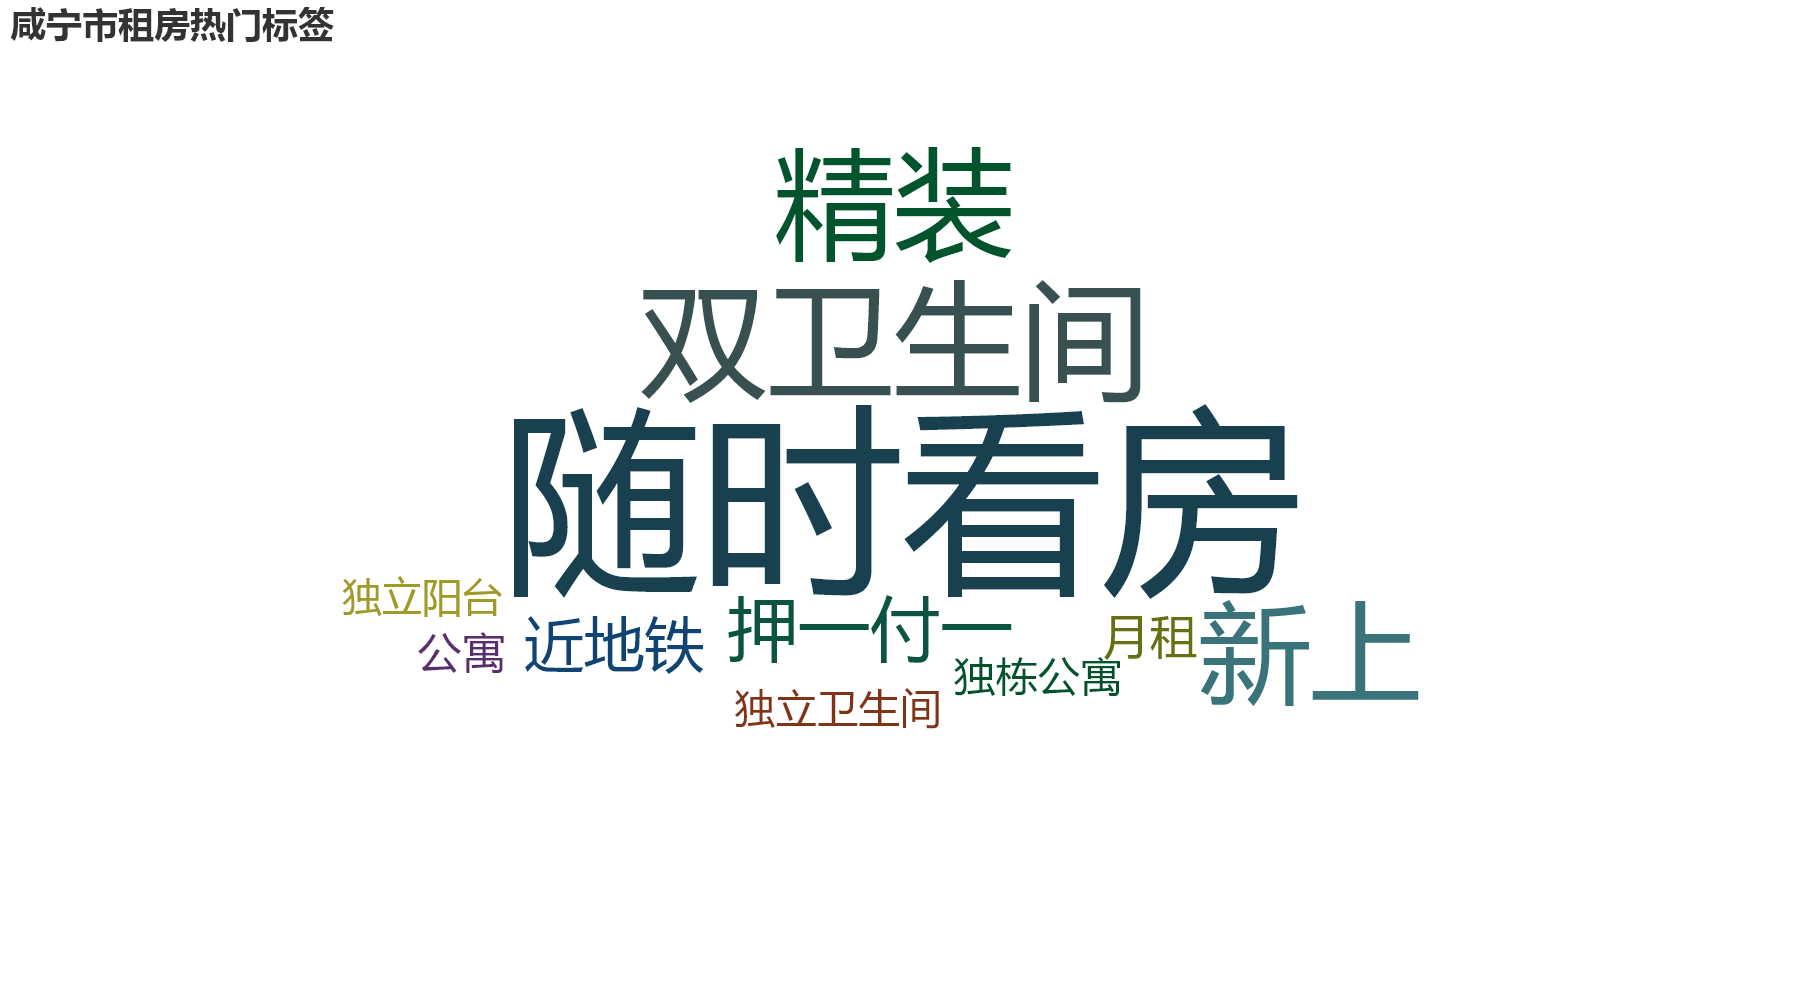 咸宁市租房热门标签
精装
双卫生间
随时看房
独立阳台
公寓
近地铁
押一付一
月租
新上
独栋公寓
独立卫生间